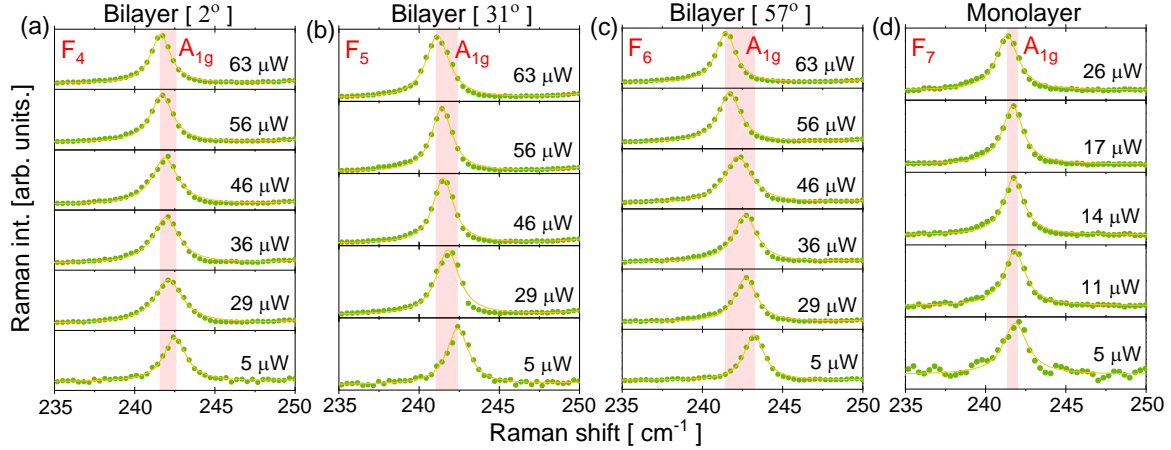 (a) Bilayer [ 2° ]
F4 A1g
63 μW
56 μW
46 μW
36 μW
29 μW
5 μW
235 240 245 250
(b) Bilayer [ 31° ]
F5 A1g
63 μW
56 μW
46 μW
29 μW
5 μW
235 240 245 250
(c) Bilayer [ 57° ]
F6 A1g
63 μW
56 μW
46 μW
36 μW
29 μW
5 μW
235 240 245 250
(d) Monolayer
F7 A1g
26 μW
17 μW
14 μW
11 μW
5 μW
235 240 245 250
Raman int. [arb. units.]
Raman shift [ cm-1 ]